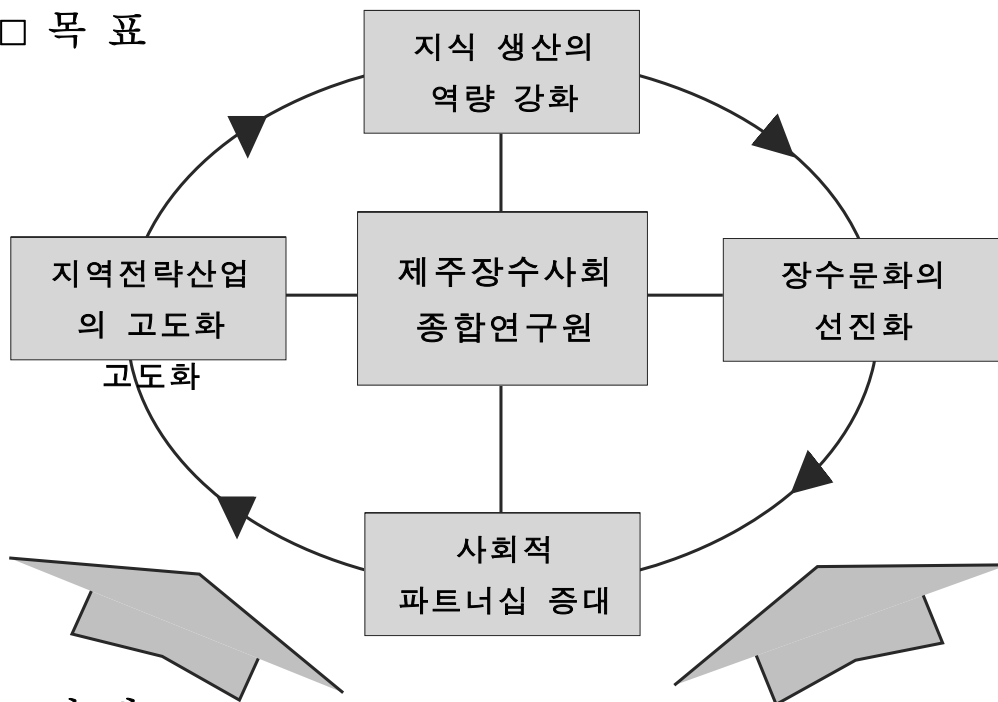 □ 목 표
지식 생산의
역량 강화
지역전략산업
의 고도화
고도화
제주장수사회
종합연구원
장수문화의
선진화
사회적
파트너십 증대